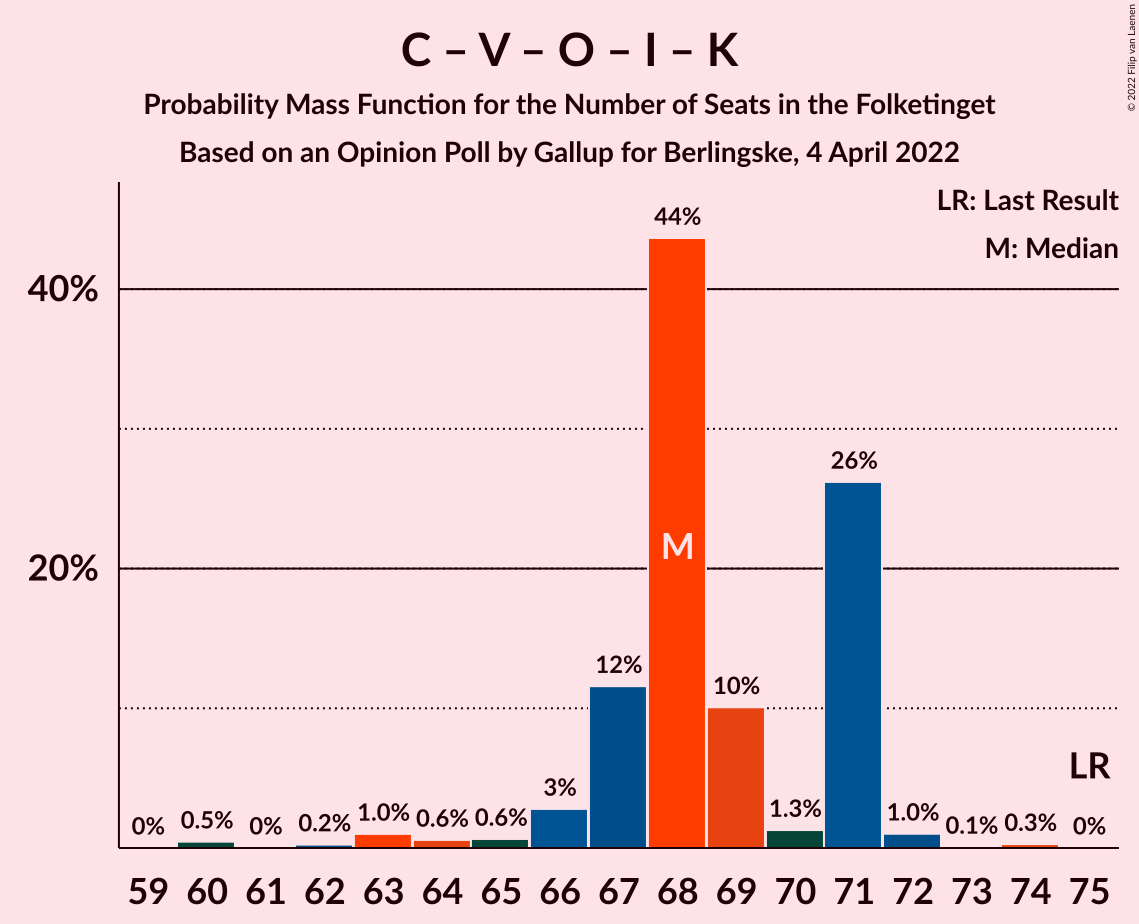 C – V – O – I – K
Probability Mass Function for the Number of Seats in the Folketinget
Based on an Opinion Poll by Gallup for Berlingske, 4 April 2022
© 2022 Filip van Laenen
LR: Last Result
M: Median
40%
20%
0% 0.5% 0% 0.2% 1.0% 0.6% 0.6% 3% 12% 44% 10% 1.3% 26% 1.0% 0.1% 0.3% 0%
M
LR
59 60 61 62 63 64 65 66 67 68 69 70 71 72 73 74 75